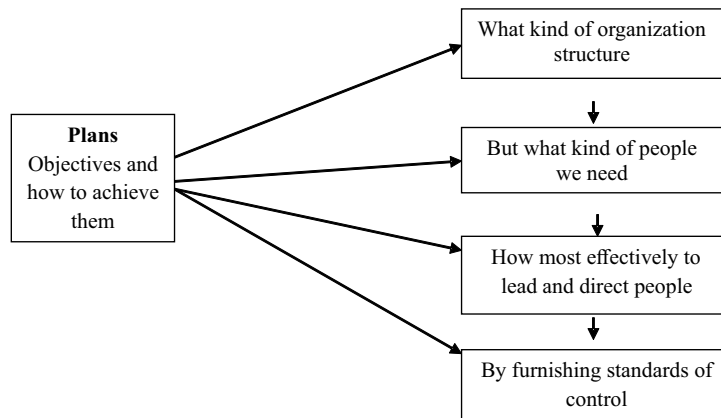 What kind of organization
structure
Plans
Objectives and
how to achieve
them
But what kind of people
we need
How most effectively to
lead and direct people
By furnishing standards of
control